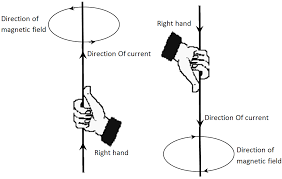 Direction of
magnetic field
Direction Of current
Right hand
Right hand
Direction Of current
Direction of
magnetic field